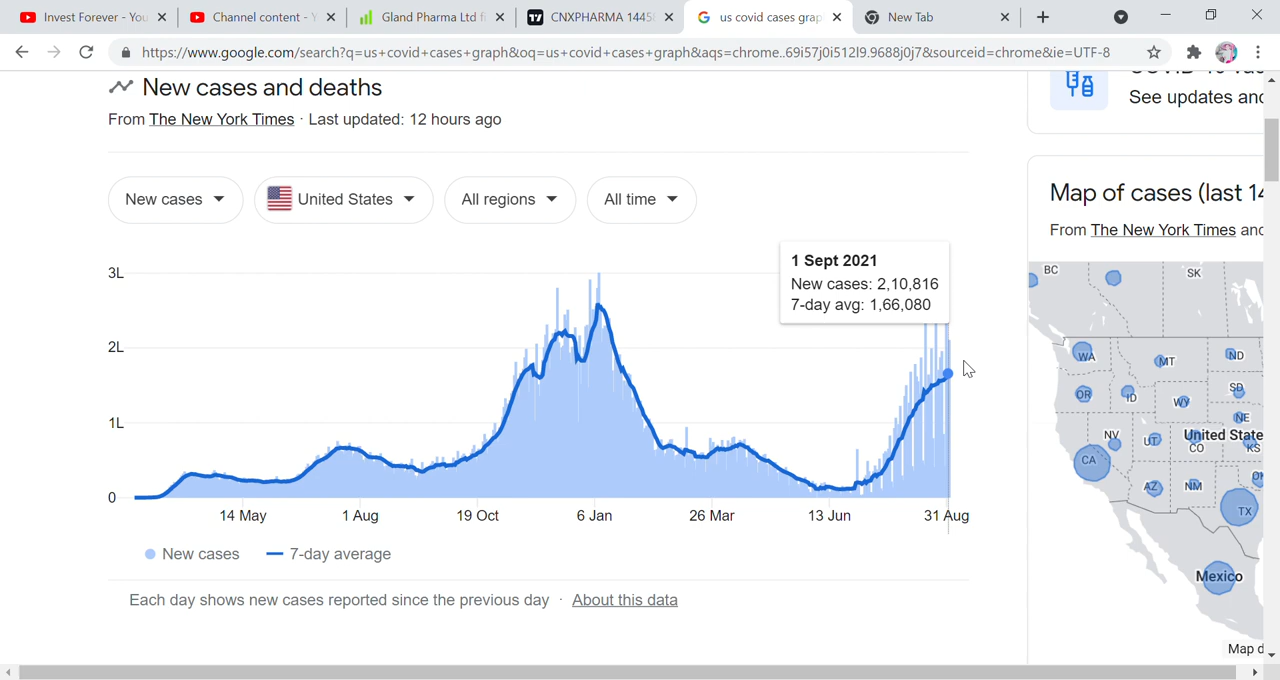 Invest Forever - You
Channel content - Y
Gland Pharma Ltd fi
CNXPHARMA 1445
us covid cases grap
New Tab
https://www.google.com/search?q=us+covid+cases+graph&oq=us+covid+cases+graph&aqs=chrome..69i57j0i512l9.9688j0j7&sourceid=chrome&ie=UTF-8
New cases and deaths
From The New York Times · Last updated: 12 hours ago
See updates and
New cases
United States
All regions
All time
Map of cases (last 14
From The New York Times and
1 Sept 2021
New cases: 2,10,816
7-day avg: 1,66,080
3L
2L
1L
0
14 May
1 Aug
19 Oct
6 Jan
26 Mar
13 Jun
31 Aug
New cases
7-day average
Each day shows new cases reported since the previous day · About this data
BC
SK
WA
MT
ND
OR
ID
SD
WY
NE
NV
UT
United State
CO
KS
CA
AZ
NM
OK
TX
Mexico
Map d